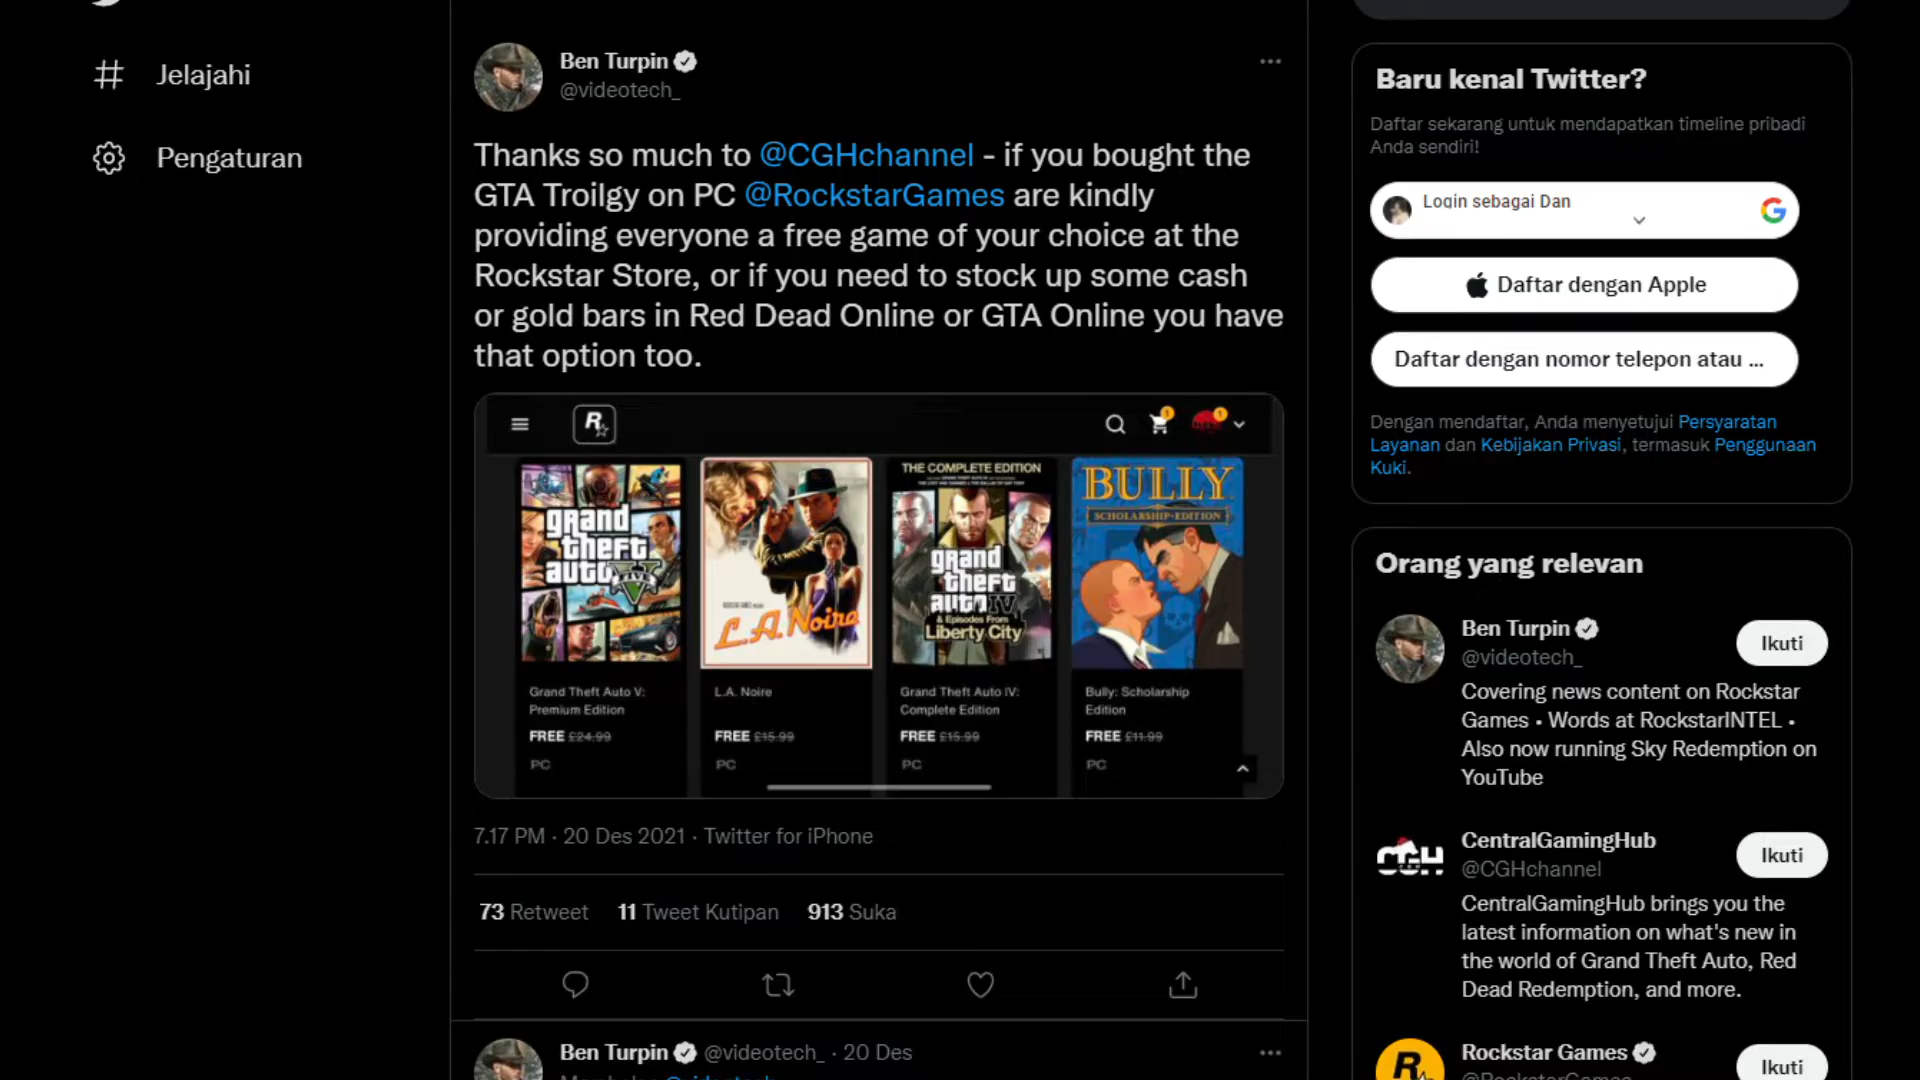 Jelajahi
Pengaturan
Ben Turpin
@videotech_
Thanks so much to @CGHchannel - if you bought the
GTA Troilgy on PC @RockstarGames are kindly
providing everyone a free game of your choice at the
Rockstar Store, or if you need to stock up some cash
or gold bars in Red Dead Online or GTA Online you have
that option too.
R
1
1
grand
theft
auto
FIVE
V
L.A. Noire
THE COMPLETE EDITION
grand
theft
auto IV
& Episodes From
Liberty City
BULLY
SCHOLARSHIP EDITION
Grand Theft Auto V:
Premium Edition
FREE £24.99
PC
L.A. Noire
FREE £15.99
PC
Grand Theft Auto IV:
Complete Edition
FREE £15.99
PC
Bully: Scholarship
Edition
FREE £11.99
PC
7.17 PM · 20 Des 2021 · Twitter for iPhone
73 Retweet 11 Tweet Kutipan 913 Suka
Ben Turpin @videotech_ · 20 Des
Baru kenal Twitter?
Daftar sekarang untuk mendapatkan timeline pribadi
Anda sendiri!
Login sebagai Dan
Daftar dengan Apple
Daftar dengan nomor telepon atau ...
Dengan mendaftar, Anda menyetujui Persyaratan
Layanan dan Kebijakan Privasi, termasuk Penggunaan
Kuki.
Orang yang relevan
Ben Turpin
@videotech_
Ikuti
Covering news content on Rockstar
Games • Words at RockstarINTEL •
Also now running Sky Redemption on
YouTube
CGH
CentralGamingHub
@CGHchannel
Ikuti
CentralGamingHub brings you the
latest information on what's new in
the world of Grand Theft Auto, Red
Dead Redemption, and more.
R
Rockstar Games
Ikuti